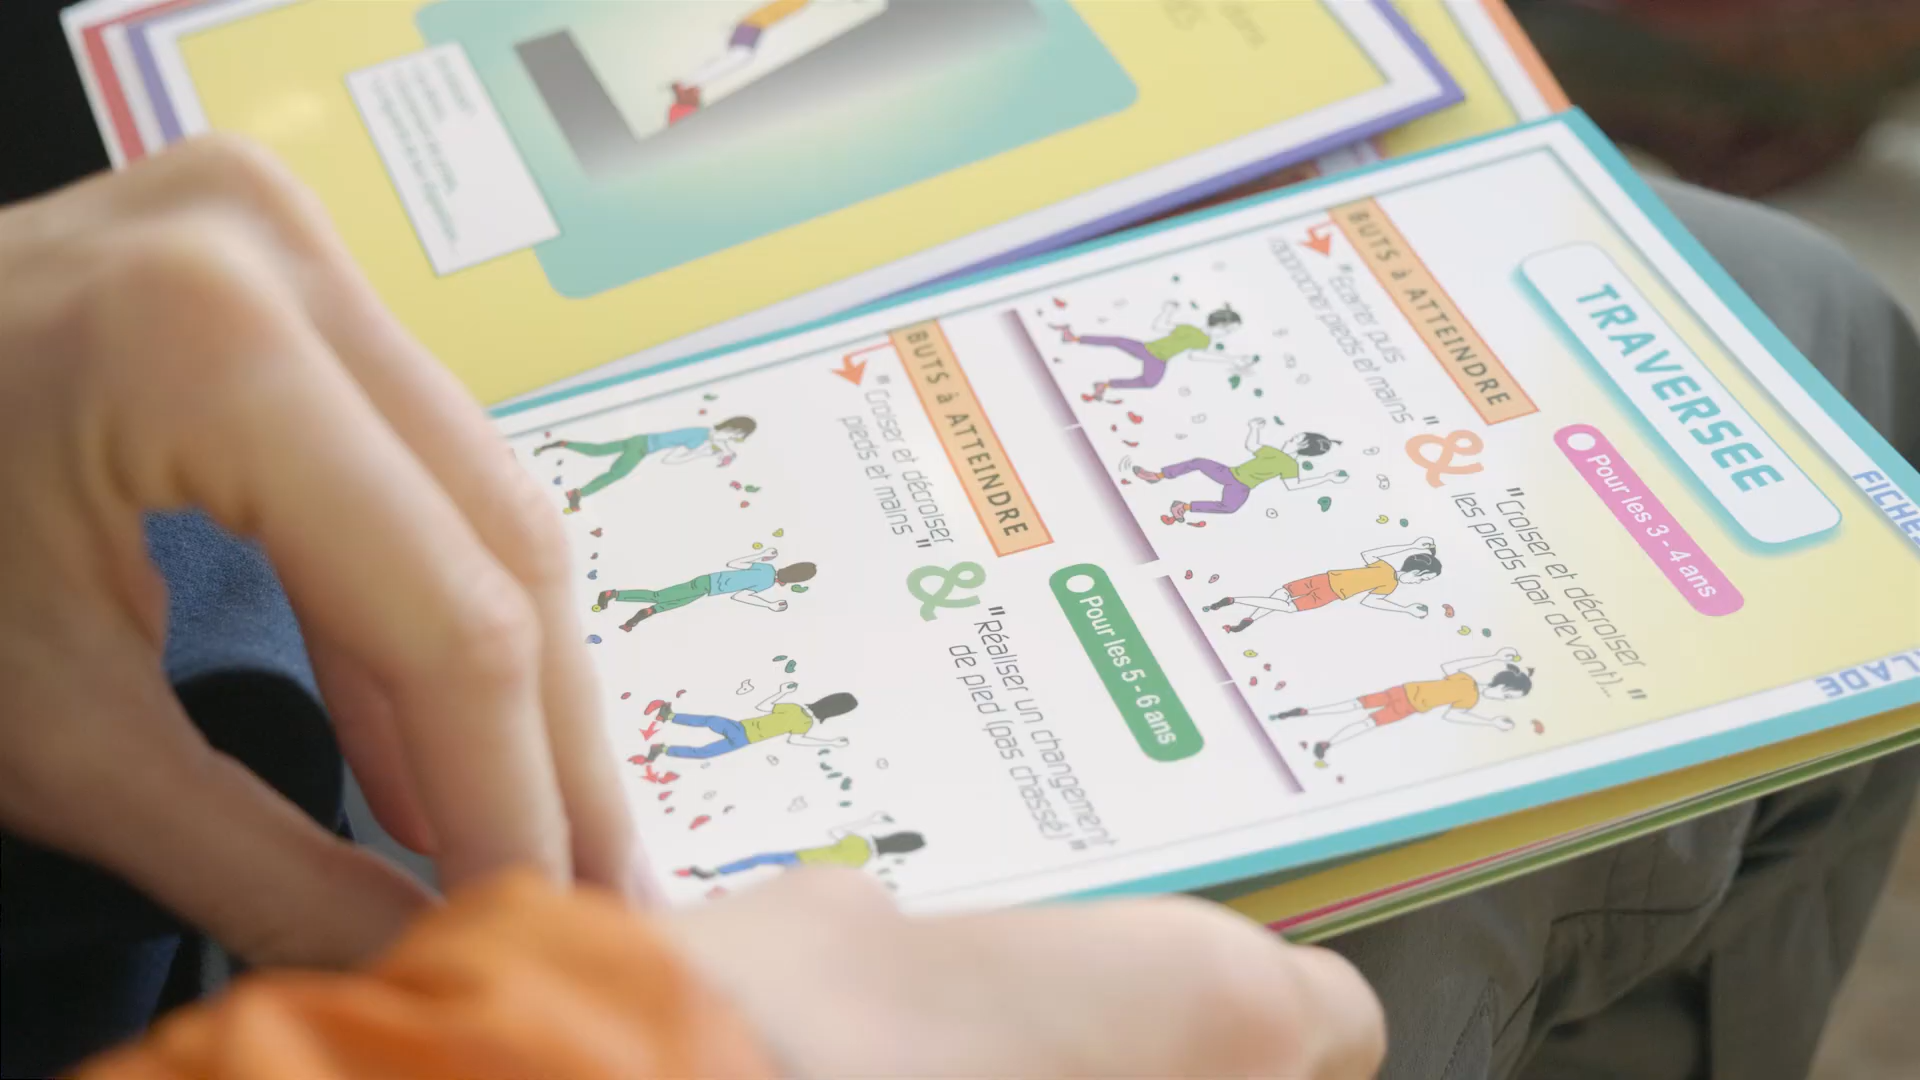 TRAVERSEE
Pour les 3 - 4 ans
BUTS à ATTEINDRE
"Ecarter puis
rapprocher pieds et mains"
&
"Croiser et décroiser
les pieds (par devant)..."
Pour les 5 - 6 ans
BUTS à ATTEINDRE
"Croiser et décroiser
pieds et mains"
&
"Réaliser un changement
de pied (pas chassé)"